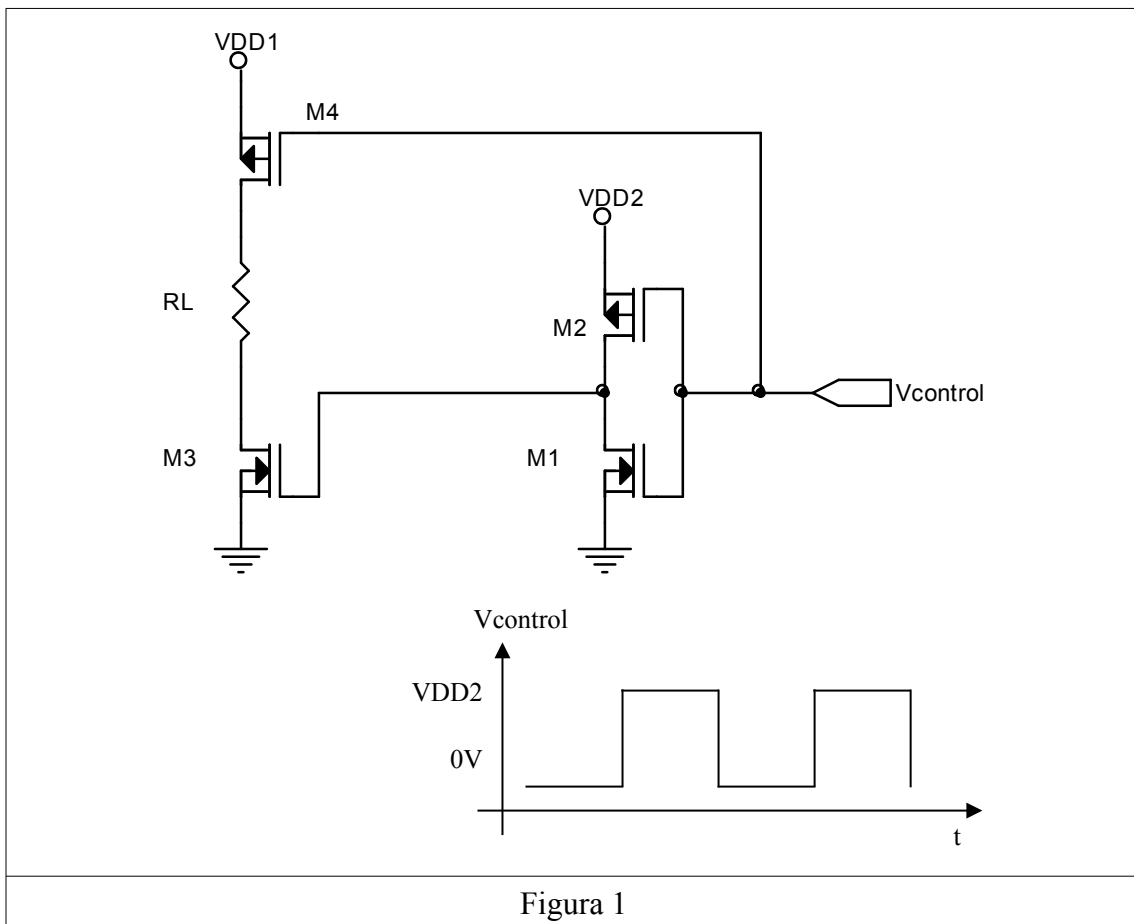 VDD1
M4
VDD2
RL
M2
Vcontrol
M3
M1
Vcontrol
VDD2
0V
t
Figura 1